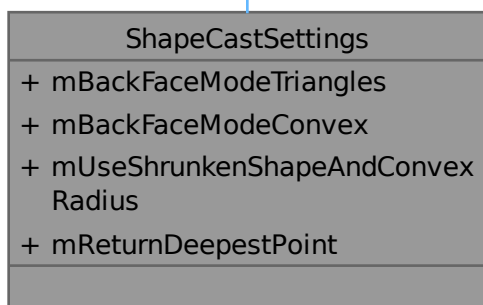 ShapeCastSettings
+ mBackFaceModeTriangles
+ mBackFaceModeConvex
+ mUseShrunkenShapeAndConvex
Radius
+ mReturnDeepestPoint